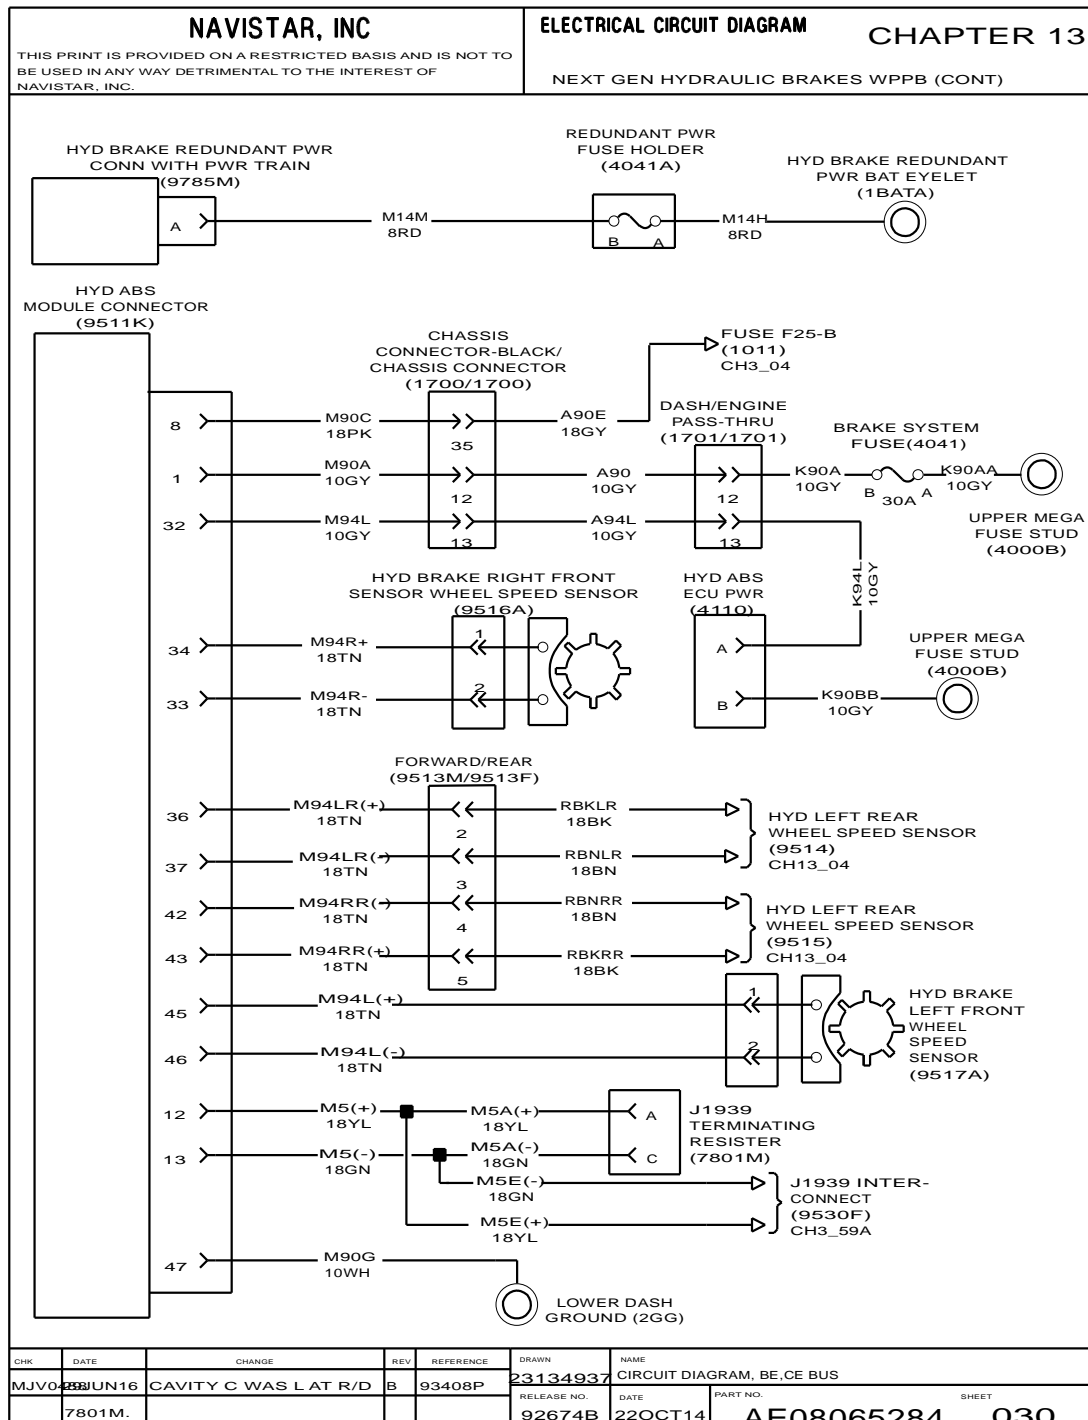 NAVISTAR, INC
THIS PRINT IS PROVIDED ON A RESTRICTED BASIS AND IS NOT TO
BE USED IN ANY WAY DETRIMENTAL TO THE INTEREST OF
NAVISTAR, INC.
ELECTRICAL CIRCUIT DIAGRAM
CHAPTER 13
NEXT GEN HYDRAULIC BRAKES WPPB (CONT)
HYD BRAKE REDUNDANT PWR
CONN WITH PWR TRAIN
(9785M)
A
M14M
8RD
REDUNDANT PWR
FUSE HOLDER
(4041A)
B A
M14H
8RD
HYD BRAKE REDUNDANT
PWR BAT EYELET
(1BATA)
HYD ABS
MODULE CONNECTOR
(9511K)
CHASSIS
CONNECTOR-BLACK/
CHASSIS CONNECTOR
(1700/1700)
FUSE F25-B
(1011)
CH3_04
DASH/ENGINE
PASS-THRU
(1701/1701)
BRAKE SYSTEM
FUSE(4041)
8
M90C
18PK
35
A90E
18GY
1
M90A
10GY
12
A90
10GY
12
K90A
10GY
B 30A A
K90AA
10GY
UPPER MEGA
FUSE STUD
(4000B)
32
M94L
10GY
13
A94L
10GY
13
K94L
10GY
HYD BRAKE RIGHT FRONT
SENSOR WHEEL SPEED SENSOR
(9516A)
HYD ABS
ECU PWR
(4110)
34
M94R+
18TN
1
A
UPPER MEGA
FUSE STUD
(4000B)
33
M94R-
18TN
2
B
K90BB
10GY
FORWARD/REAR
(9513M/9513F)
36
M94LR(+)
18TN
2
RBKLR
18BK
37
M94LR(-)
18TN
3
RBNLR
18BN
HYD LEFT REAR
WHEEL SPEED SENSOR
(9514)
CH13_04
42
M94RR(-)
18TN
4
RBNRR
18BN
43
M94RR(+)
18TN
5
RBKRR
18BK
HYD LEFT REAR
WHEEL SPEED SENSOR
(9515)
CH13_04
45
M94L(+)
18TN
1
46
M94L(-)
18TN
2
HYD BRAKE
LEFT FRONT
WHEEL
SPEED
SENSOR
(9517A)
12
M5(+)
18YL
M5A(+)
18YL
A
13
M5(-)
18GN
M5A(-)
18GN
C
J1939
TERMINATING
RESISTER
(7801M)
M5E(-)
18GN
M5E(+)
18YL
J1939 INTER-
CONNECT
(9530F)
CH3_59A
47
M90G
10WH
LOWER DASH
GROUND (2GG)
CHK DATE CHANGE REV REFERENCE DRAWN NAME
CAVITY C WAS L AT R/D B 93408P 23134937 CIRCUIT DIAGRAM, BE,CE BUS
RELEASE NO. DATE PART NO. SHEET
7801M. 92674B 22OCT14 AE08065284 030